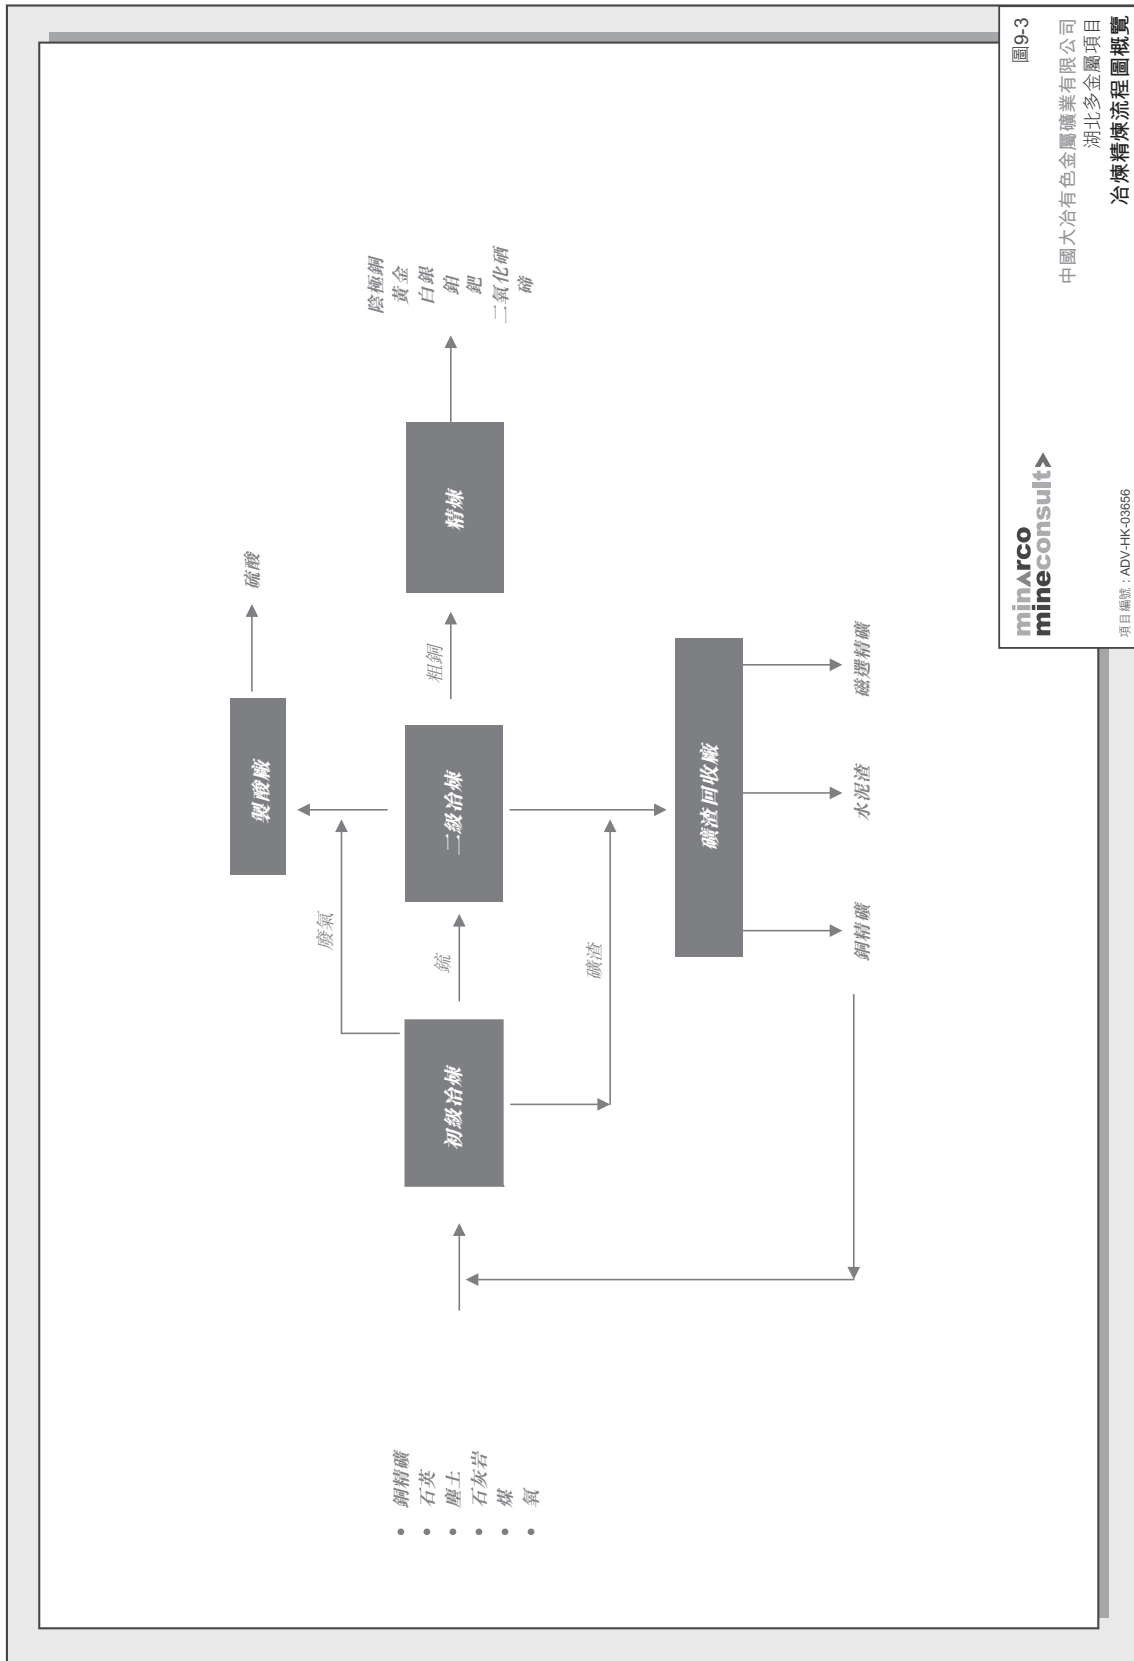 銅精礦
石英
塵土
石灰岩
煤
氧
初級冶煉
廢氣
鋶
礦渣
二級冶煉
製酸廠
硫酸
粗銅
精煉
陰極銅
黃金
白銀
鉑
鈀
二氧化硒
碲
礦渣回收廠
銅精礦
水泥渣
磁選精礦
minarco
mineconsult
項目編號：ADV-HK-03656
圖9-3
中國大冶有色金屬礦業有限公司
湖北多金屬項目
冶煉精煉流程圖概覽